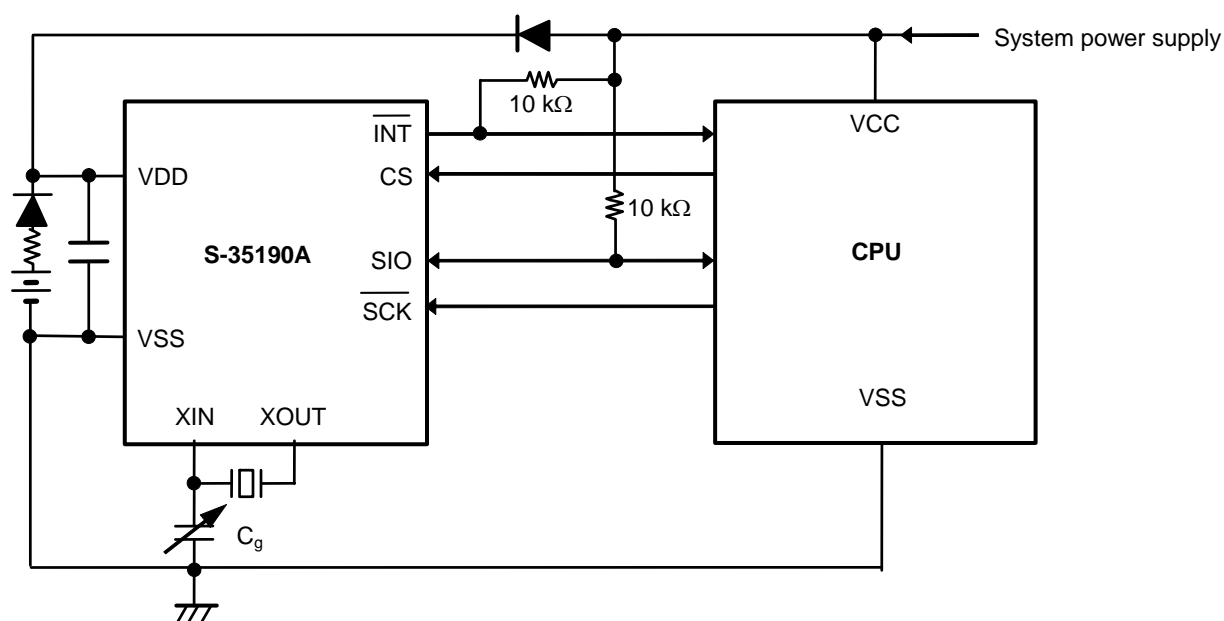 System power supply
10 kΩ
INT
VCC
VDD
CS
10 kΩ
S-35190A
SIO
CPU
SCK
VSS
VSS
XIN
XOUT
Cg